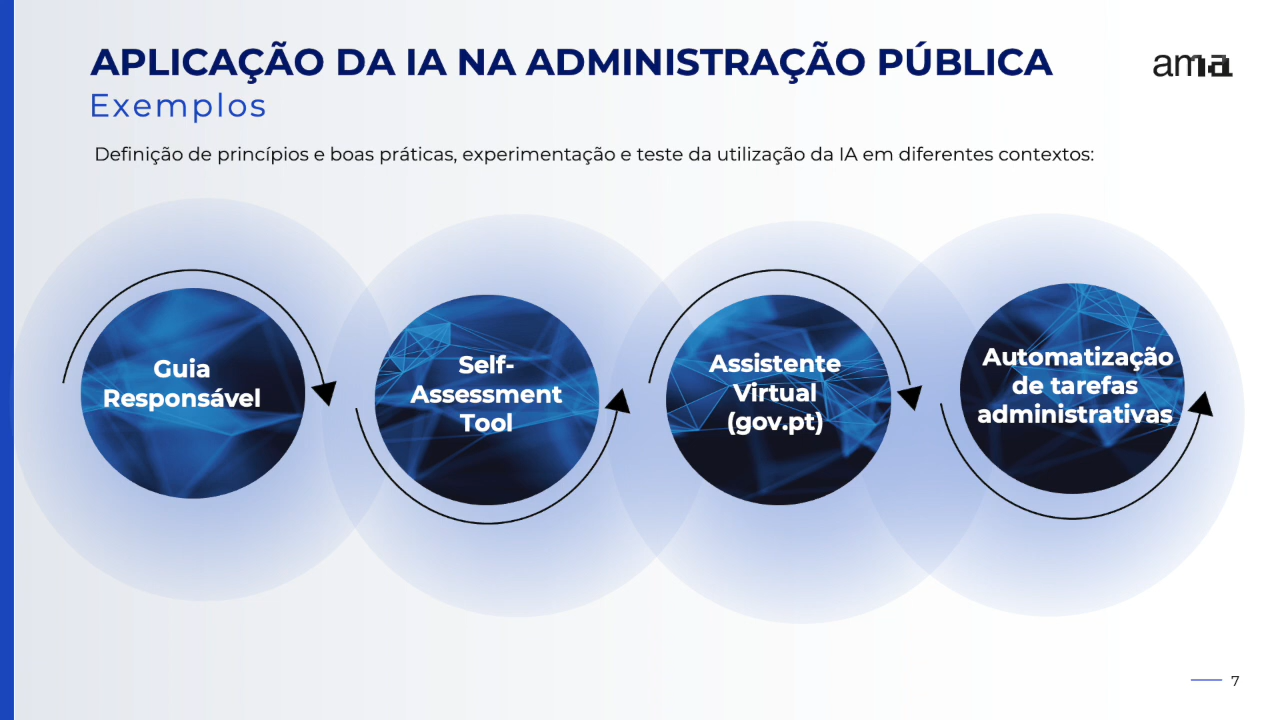 APLICAÇÃO DA IA NA ADMINISTRAÇÃO PÚBLICA
ama
Exemplos
Definição de princípios e boas práticas, experimentação e teste da utilização da IA em diferentes contextos:
Guia
Responsável
Self-
Assessment
Tool
Assistente
Virtual
(gov.pt)
Automatização
de tarefas
administrativas
7